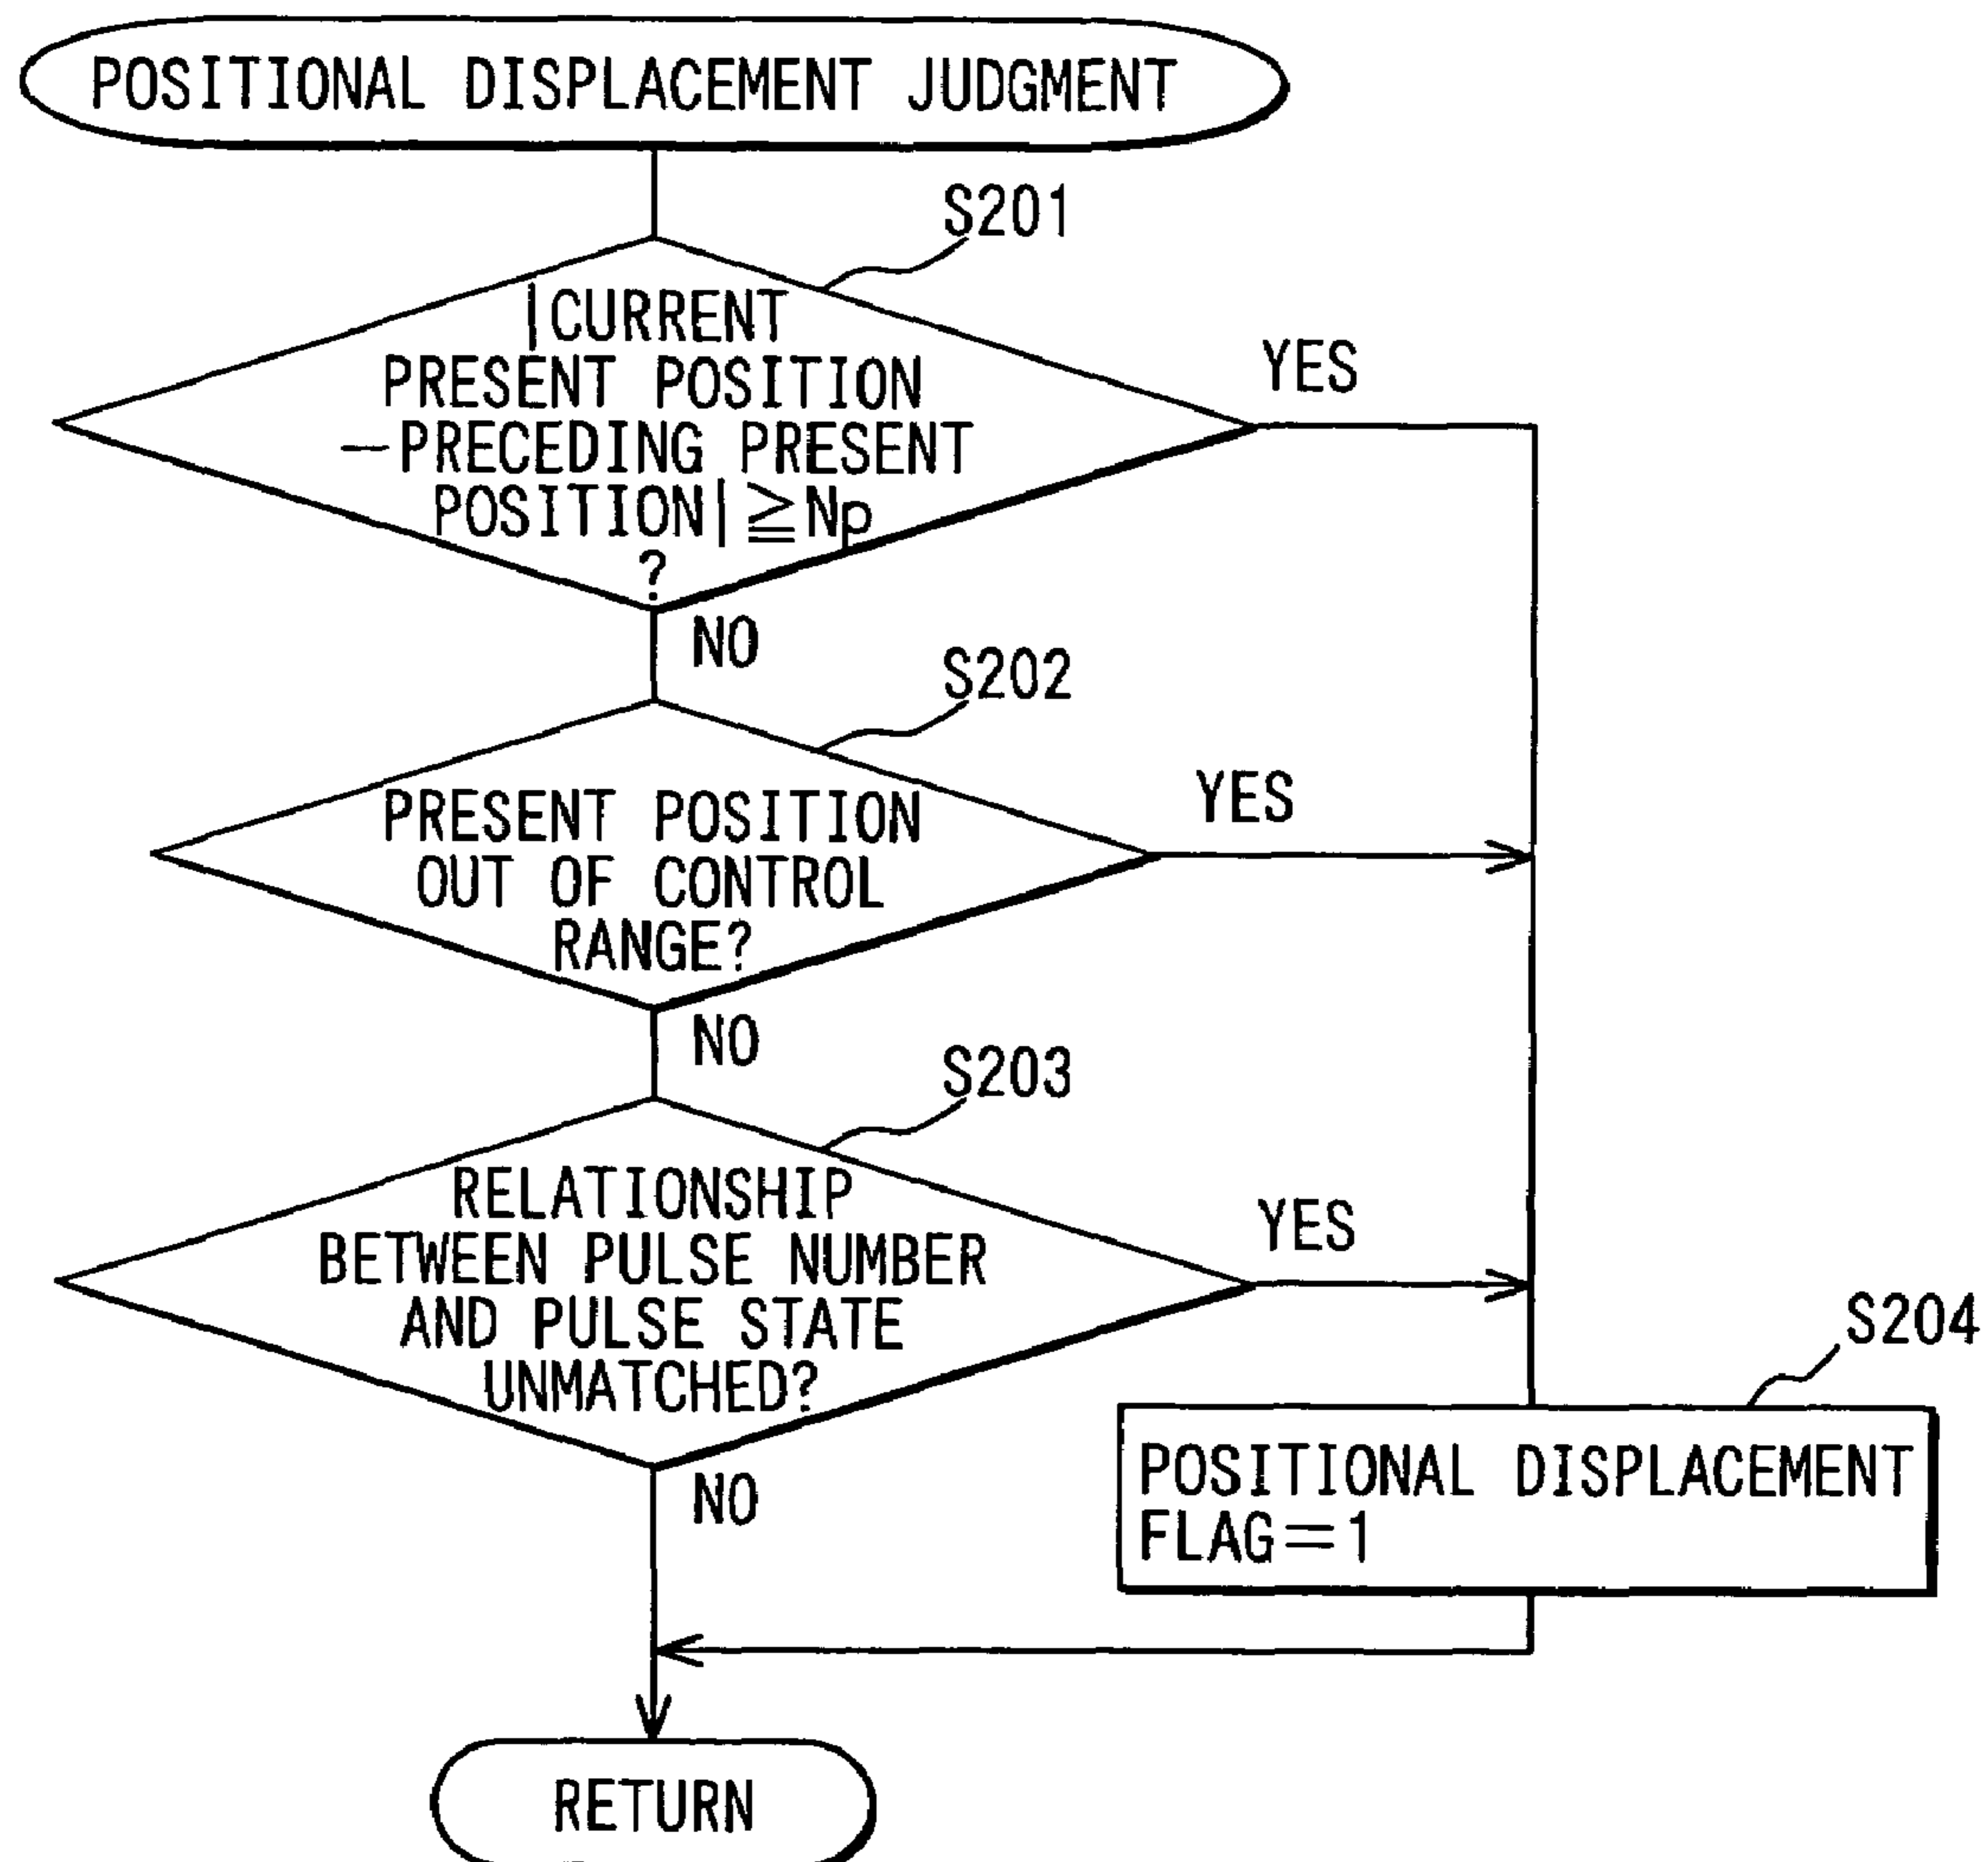 POSITIONAL DISPLACEMENT JUDGMENT
S201
|CURRENT
PRESENT POSITION
−PRECEDING PRESENT
POSITION|≧Np
?
YES
NO
S202
PRESENT POSITION
OUT OF CONTROL
RANGE?
YES
NO
S203
RELATIONSHIP
BETWEEN PULSE NUMBER
AND PULSE STATE
UNMATCHED?
YES
NO
S204
POSITIONAL DISPLACEMENT
FLAG=1
RETURN